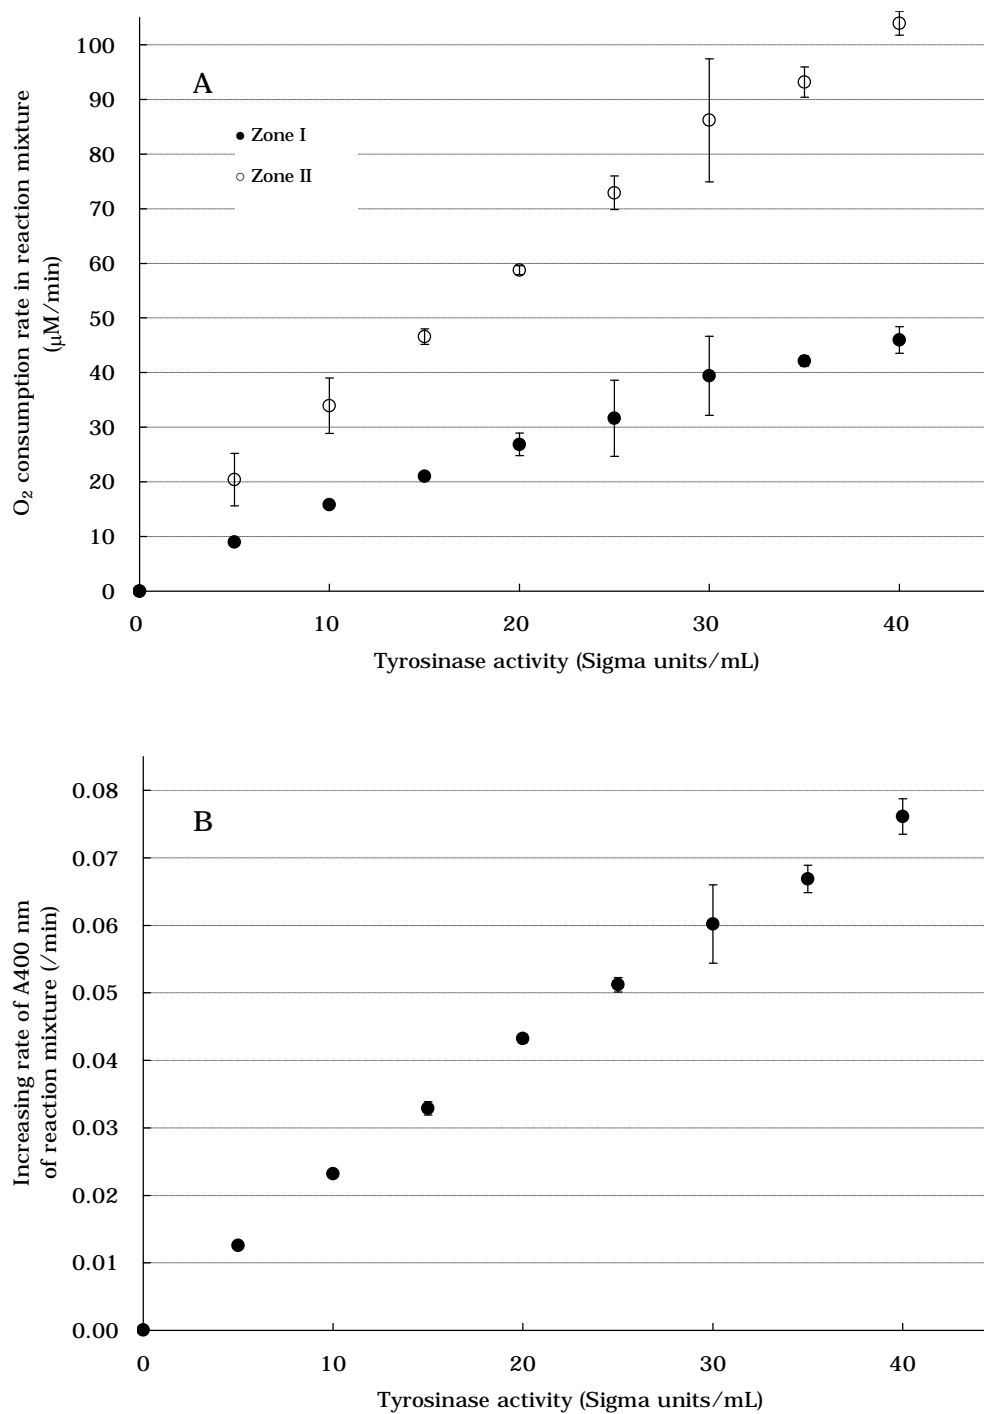 A
Zone I
Zone II
O₂ consumption rate in reaction mixture
(μM/min)
100
90
80
70
60
50
40
30
20
10
0
0 10 20 30 40
Tyrosinase activity (Sigma units/mL)
B
Increasing rate of A400 nm
of reaction mixture (/min)
0.08
0.07
0.06
0.05
0.04
0.03
0.02
0.01
0.00
0 10 20 30 40
Tyrosinase activity (Sigma units/mL)